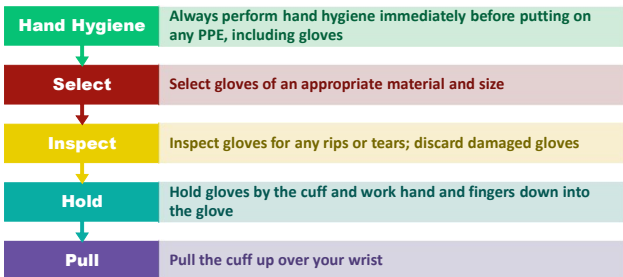 Hand Hygiene
Always perform hand hygiene immediately before putting on
any PPE, including gloves
Select
Select gloves of an appropriate material and size
Inspect
Inspect gloves for any rips or tears; discard damaged gloves
Hold
Hold gloves by the cuff and work hand and fingers down into
the glove
Pull
Pull the cuff up over your wrist